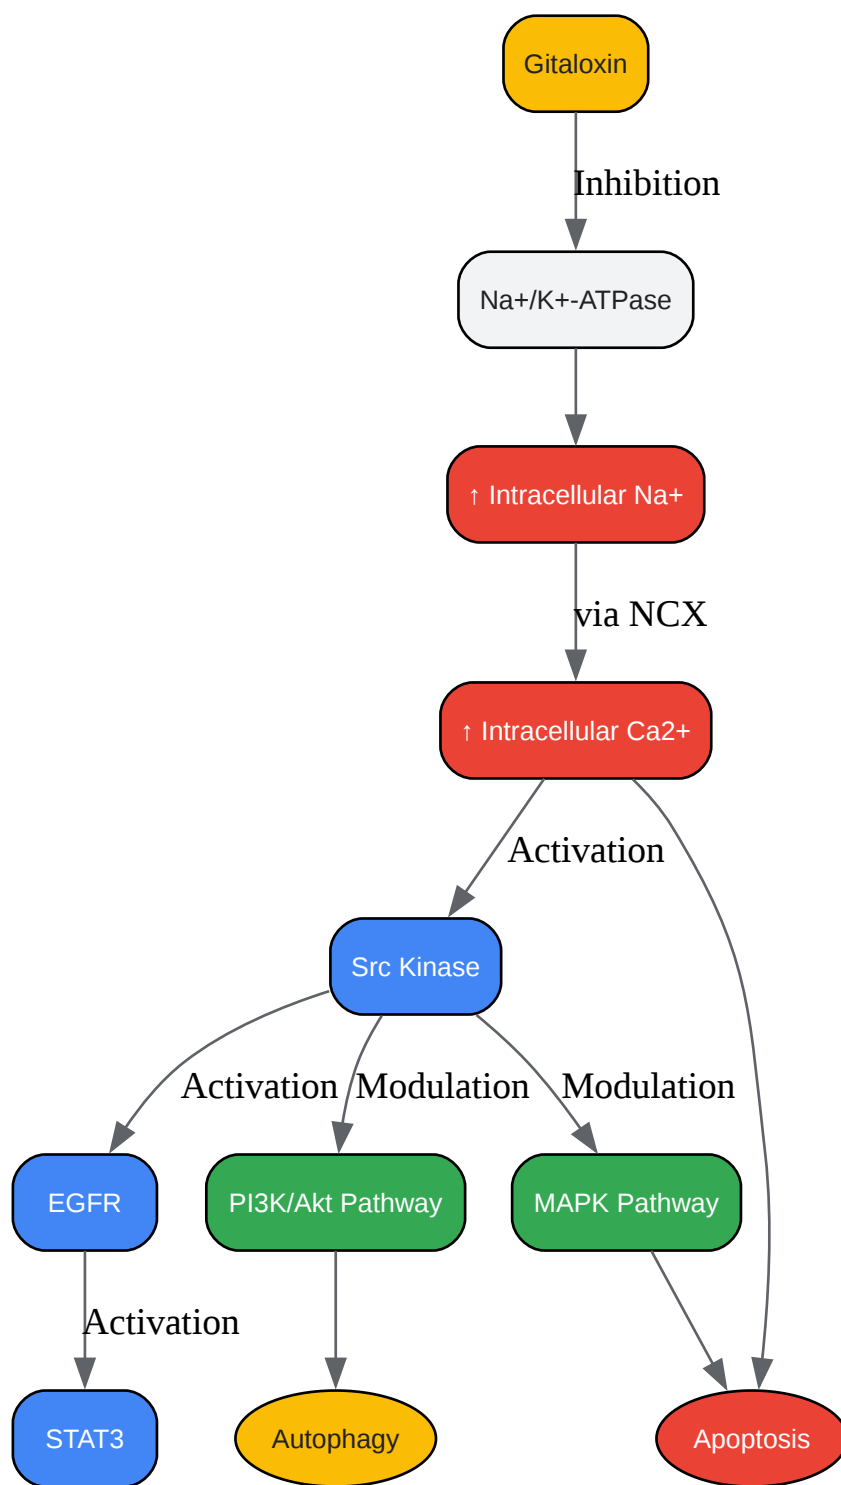 Gitaloxin
Inhibition
Na+/K+-ATPase
↑ Intracellular Na+
via NCX
↑ Intracellular Ca2+
Activation
Src Kinase
Activation
Modulation
Modulation
EGFR
PI3K/Akt Pathway
MAPK Pathway
Activation
STAT3
Autophagy
Apoptosis